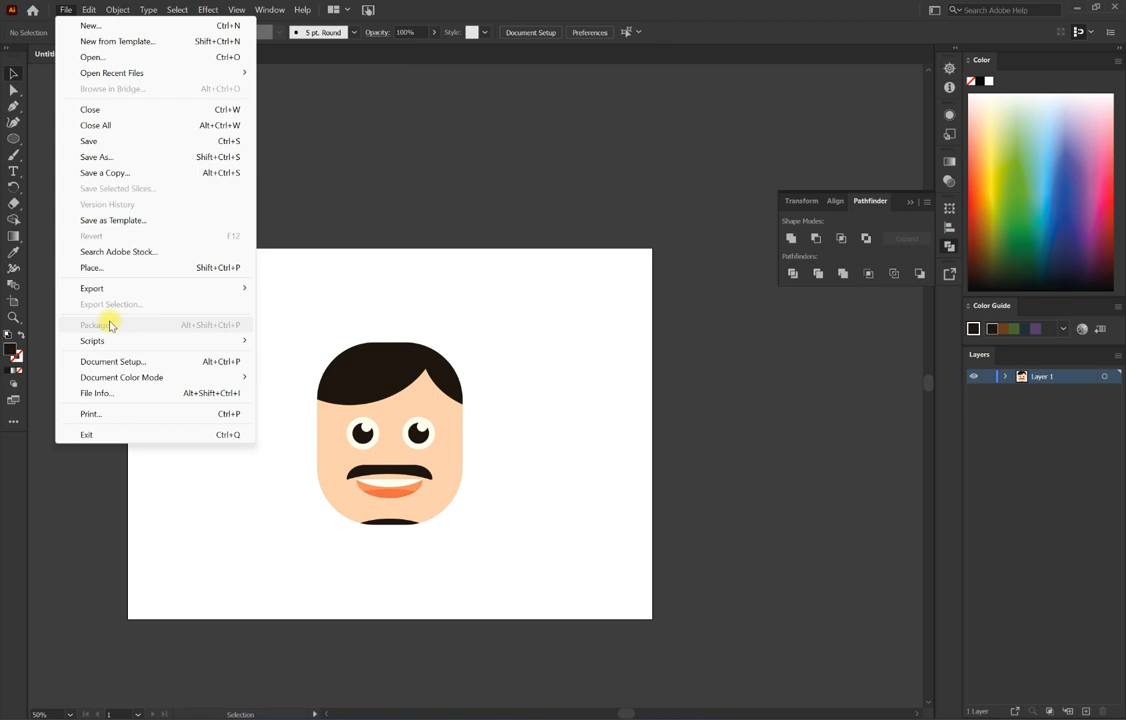 Ai File Edit Object Type Select Effect View Window Help Search Adobe Help
No Selection 5 pt. Round Opacity: 100% Style: Document Setup Preferences
New... Ctrl+N
New from Template... Shift+Ctrl+N
Open... Ctrl+O
Open Recent Files
Browse in Bridge... Alt+Ctrl+O
Close Ctrl+W
Close All Alt+Ctrl+W
Save Ctrl+S
Save As... Shift+Ctrl+S
Save a Copy... Alt+Ctrl+S
Save Selected Slices...
Version History
Save as Template...
Revert F12
Search Adobe Stock...
Place... Shift+Ctrl+P
Export
Export Selection...
Package Alt+Shift+Ctrl+P
Scripts
Document Setup... Alt+Ctrl+P
Document Color Mode
File Info... Alt+Shift+Ctrl+I
Print... Ctrl+P
Exit Ctrl+Q
Transform Align Pathfinder
Shape Modes:
Expand
Pathfinders:
Color
Color Guide
Layers
Layer 1
1 Layer
50% 1 Selection